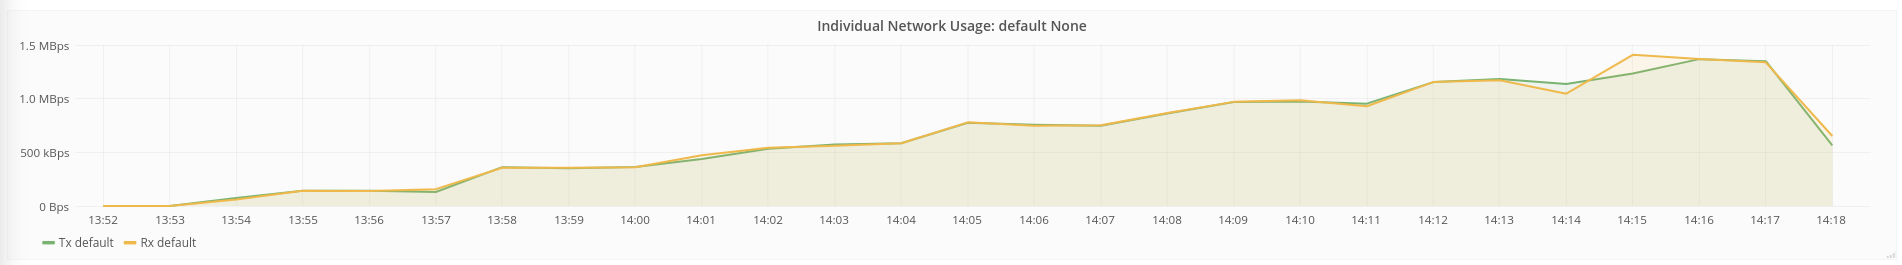 Individual Network Usage: default None
1.5 MBps
1.0 MBps
500 kBps
0 Bps
13:52 13:53 13:54 13:55 13:56 13:57 13:58 13:59 14:00 14:01 14:02 14:03 14:04 14:05 14:06 14:07 14:08 14:09 14:10 14:11 14:12 14:13 14:14 14:15 14:16 14:17 14:18
Tx default Rx default